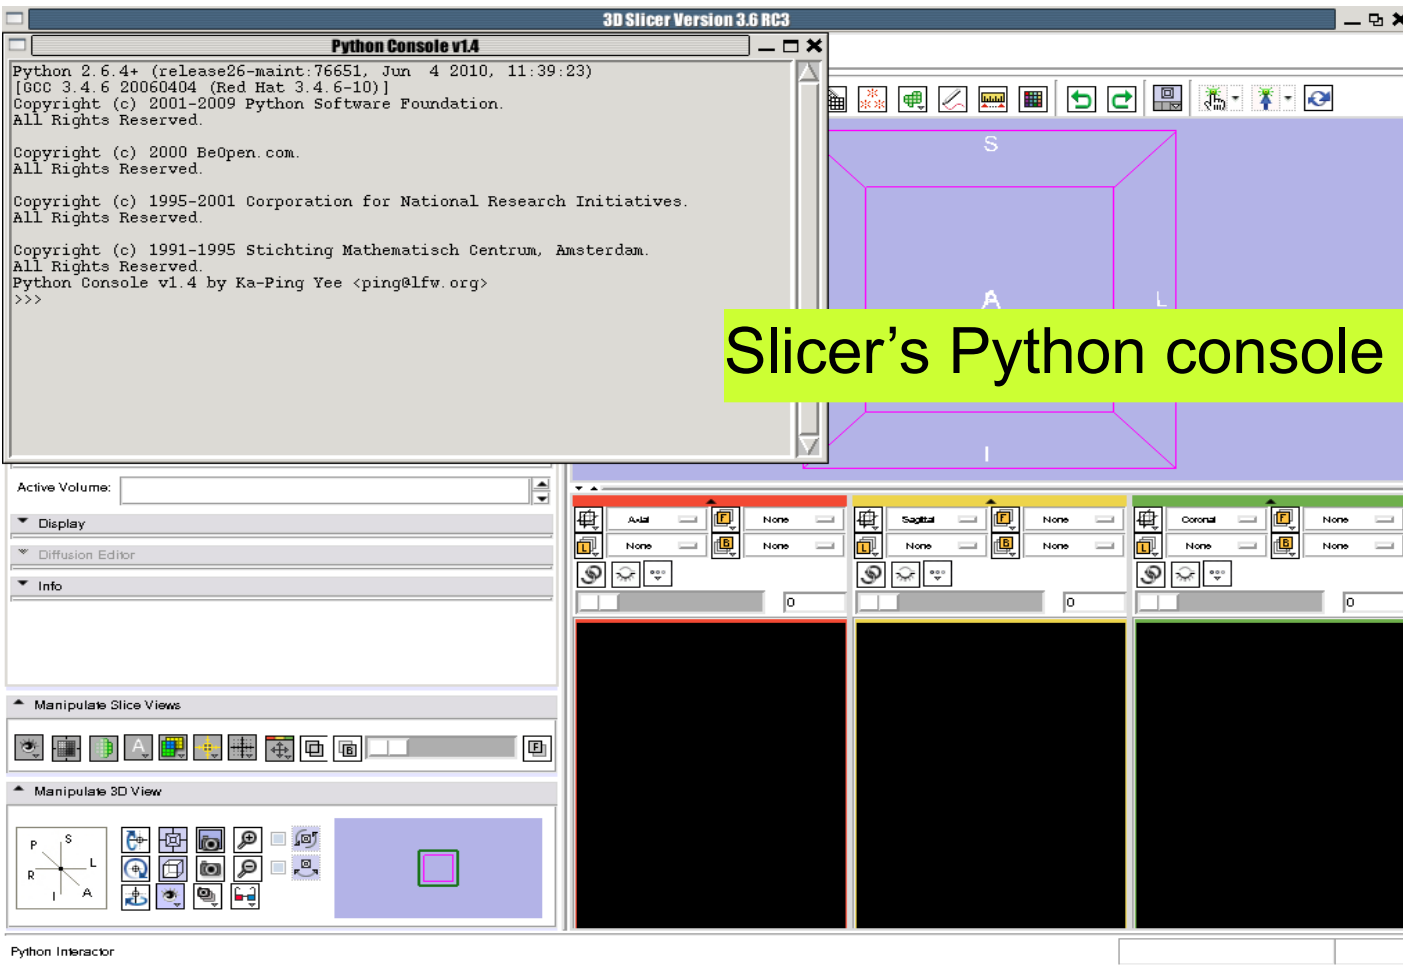 3D Slicer Version 3.6 RC3
Python Console v1.4
Python 2.6.4+ (release26-maint:76651, Jun  4 2010, 11:39:23)
[GCC 3.4.6 20060404 (Red Hat 3.4.6-10)]
Copyright (c) 2001-2009 Python Software Foundation.
All Rights Reserved.
Copyright (c) 2000 BeOpen.com.
All Rights Reserved.
Copyright (c) 1995-2001 Corporation for National Research Initiatives.
All Rights Reserved.
Copyright (c) 1991-1995 Stichting Mathematisch Centrum, Amsterdam.
All Rights Reserved.
Python Console v1.4 by Ka-Ping Yee <ping@lfw.org>
>>>
S
A
L
Slicer’s Python console
I
Active Volume:
Display
Diffusion Editor
Info
Manipulate Slice Views
A
B
F
Manipulate 3D View
P S
R L
I A
Axial F None
L None B None
0
Sagittal F None
L None B None
0
Coronal F None
L None B None
0
Python Interactor